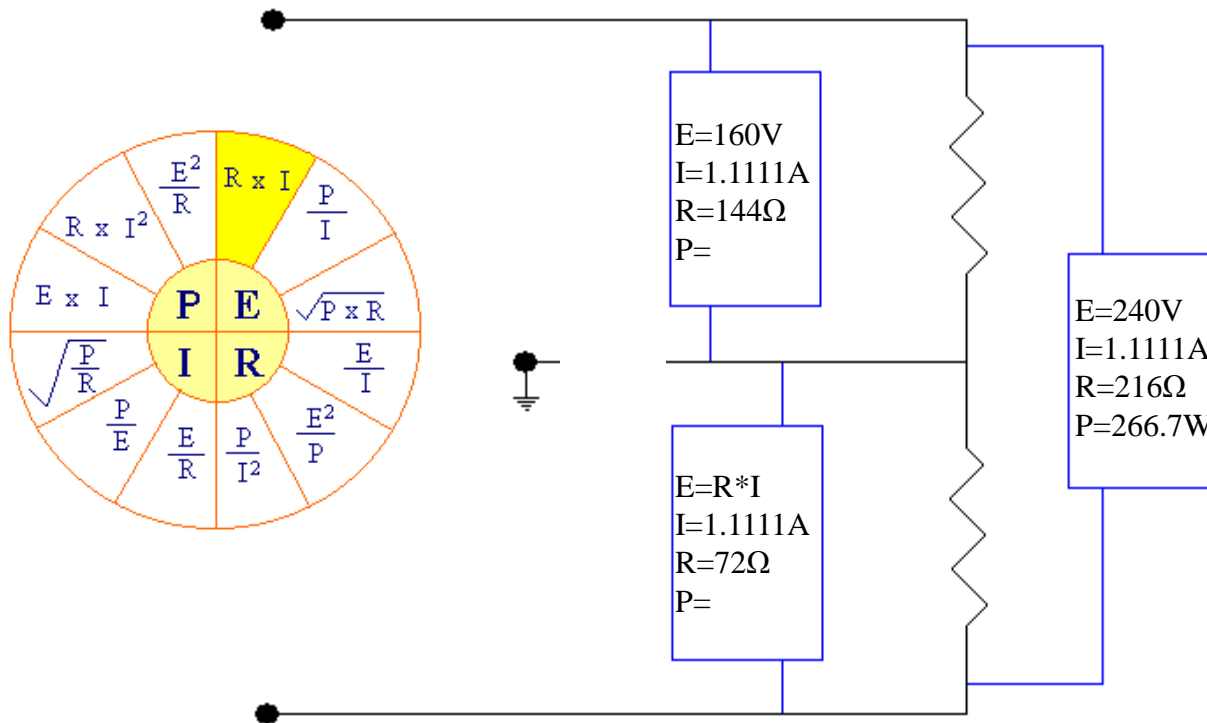 E²/R
R x I
P/I
R x I²
E x I
√P x R
P E
I R
√P/R
E/I
P/E
E/R
P/I²
E²/P
E=160V
I=1.1111A
R=144Ω
P=
E=R*I
I=1.1111A
R=72Ω
P=
E=240V
I=1.1111A
R=216Ω
P=266.7W